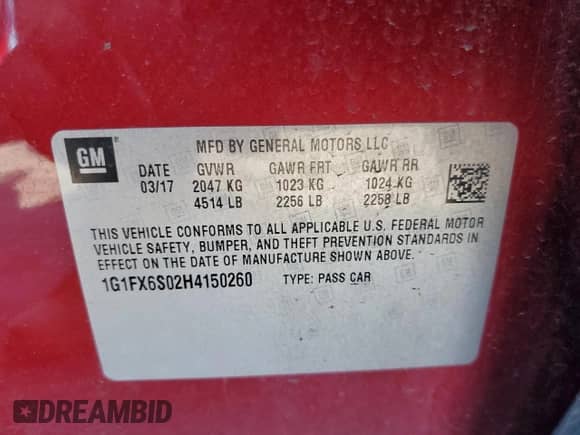 GM
MFD BY GENERAL MOTORS LLC
DATE GVWR GAWR FRT GAWR RR
03/17 2047 KG 1023 KG 1024 KG
4514 LB 2256 LB 2258 LB
THIS VEHICLE CONFORMS TO ALL APPLICABLE U.S. FEDERAL MOTOR
VEHICLE SAFETY, BUMPER, AND THEFT PREVENTION STANDARDS IN
EFFECT ON THE DATE OF MANUFACTURE SHOWN ABOVE.
1G1FX6S02H4150260 TYPE: PASS CAR
DREAMBID